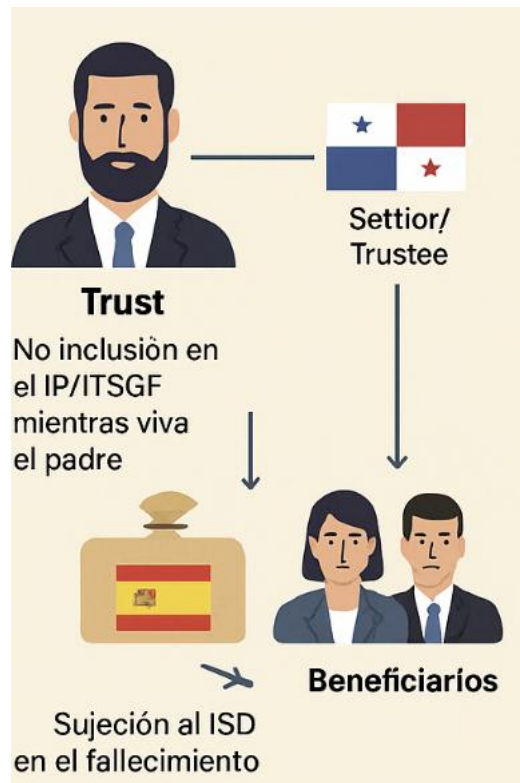 Settior/
Trustee
Trust
No inclusiòn en
el IP/ITSGF
mientras viva
el padre
Beneficiaríos
Sujeción al ISD
en el fallecimiento